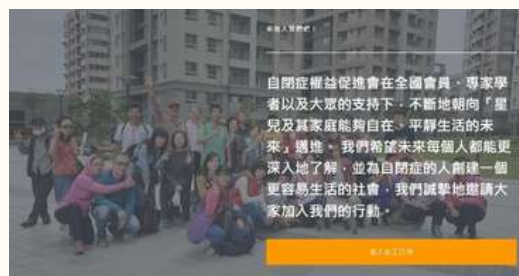 自閉症權益促進會在全國會員、專家學
者以及大眾的支持下，不斷地朝向「星
兒及其家庭能夠自在、平靜生活的未
來」邁進。我們希望未來每個人都能更
深入地了解，並為自閉症的人創建一個
更容易生活的社會，我們誠摯地邀請大
家加入我們的行動。